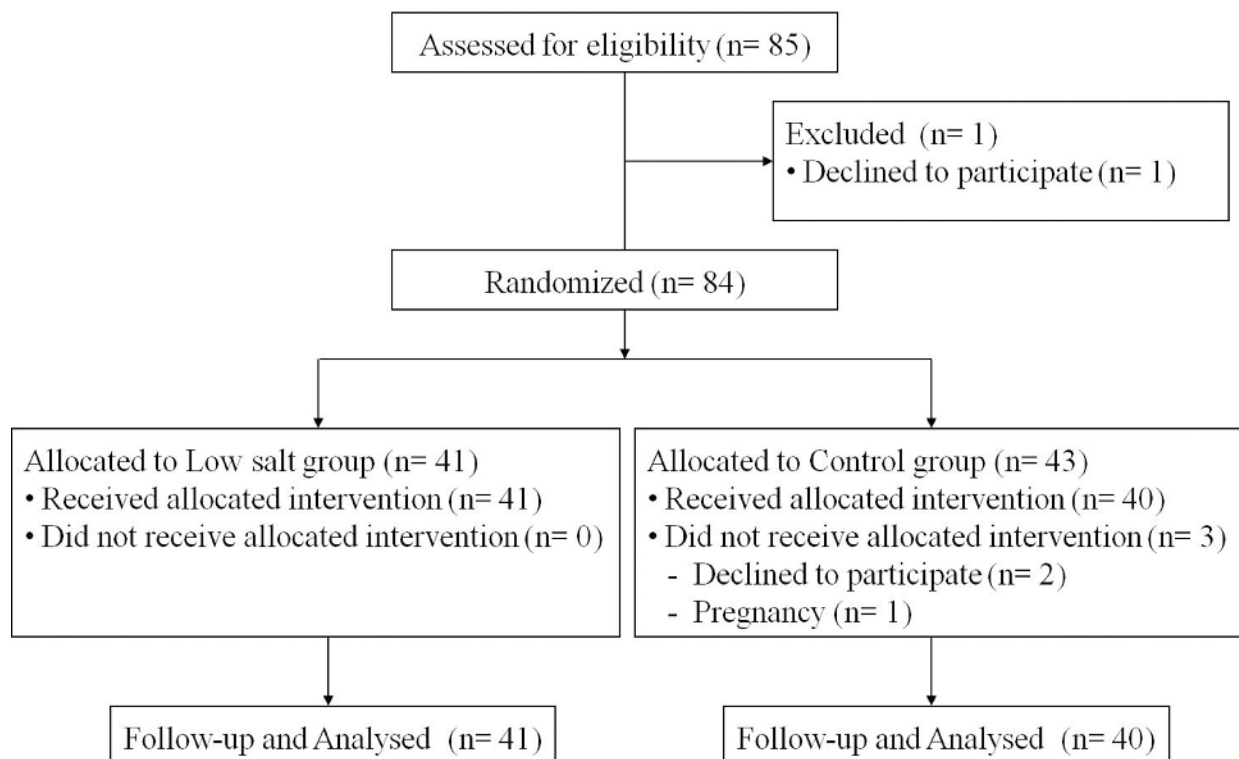 Assessed for eligibility (n= 85)
Excluded (n= 1)
• Declined to participate (n= 1)
Randomized (n= 84)
Allocated to Low salt group (n= 41)
• Received allocated intervention (n= 41)
• Did not receive allocated intervention (n= 0)
Allocated to Control group (n= 43)
• Received allocated intervention (n= 40)
• Did not receive allocated intervention (n= 3)
- Declined to participate (n= 2)
- Pregnancy (n= 1)
Follow-up and Analysed (n= 41)
Follow-up and Analysed (n= 40)